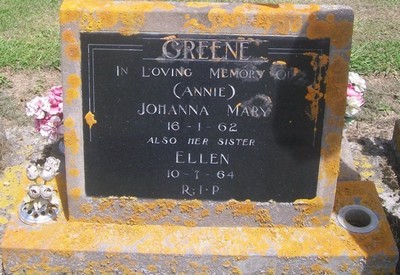 GREENE
IN LOVING MEMORY OF
(ANNIE)
JOHANNA MARY
16-1-62
ALSO HER SISTER
ELLEN
10-7-64
R.I.P